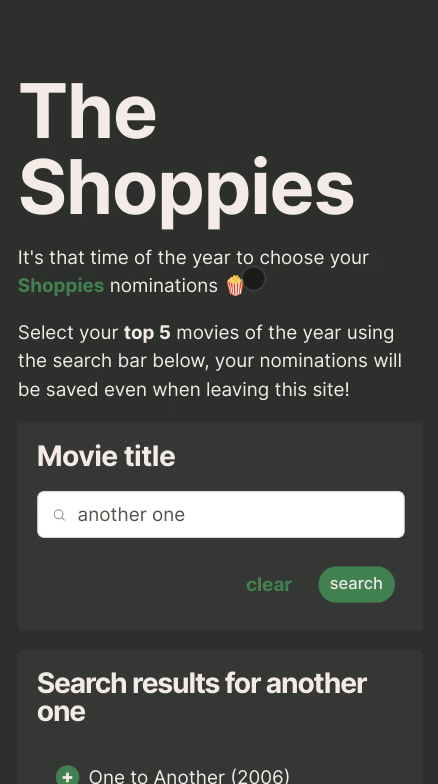 The
Shoppies
It's that time of the year to choose your
Shoppies nominations 🍿
Select your top 5 movies of the year using
the search bar below, your nominations will
be saved even when leaving this site!
Movie title
another one
clear
search
Search results for another
one
One to Another (2006)